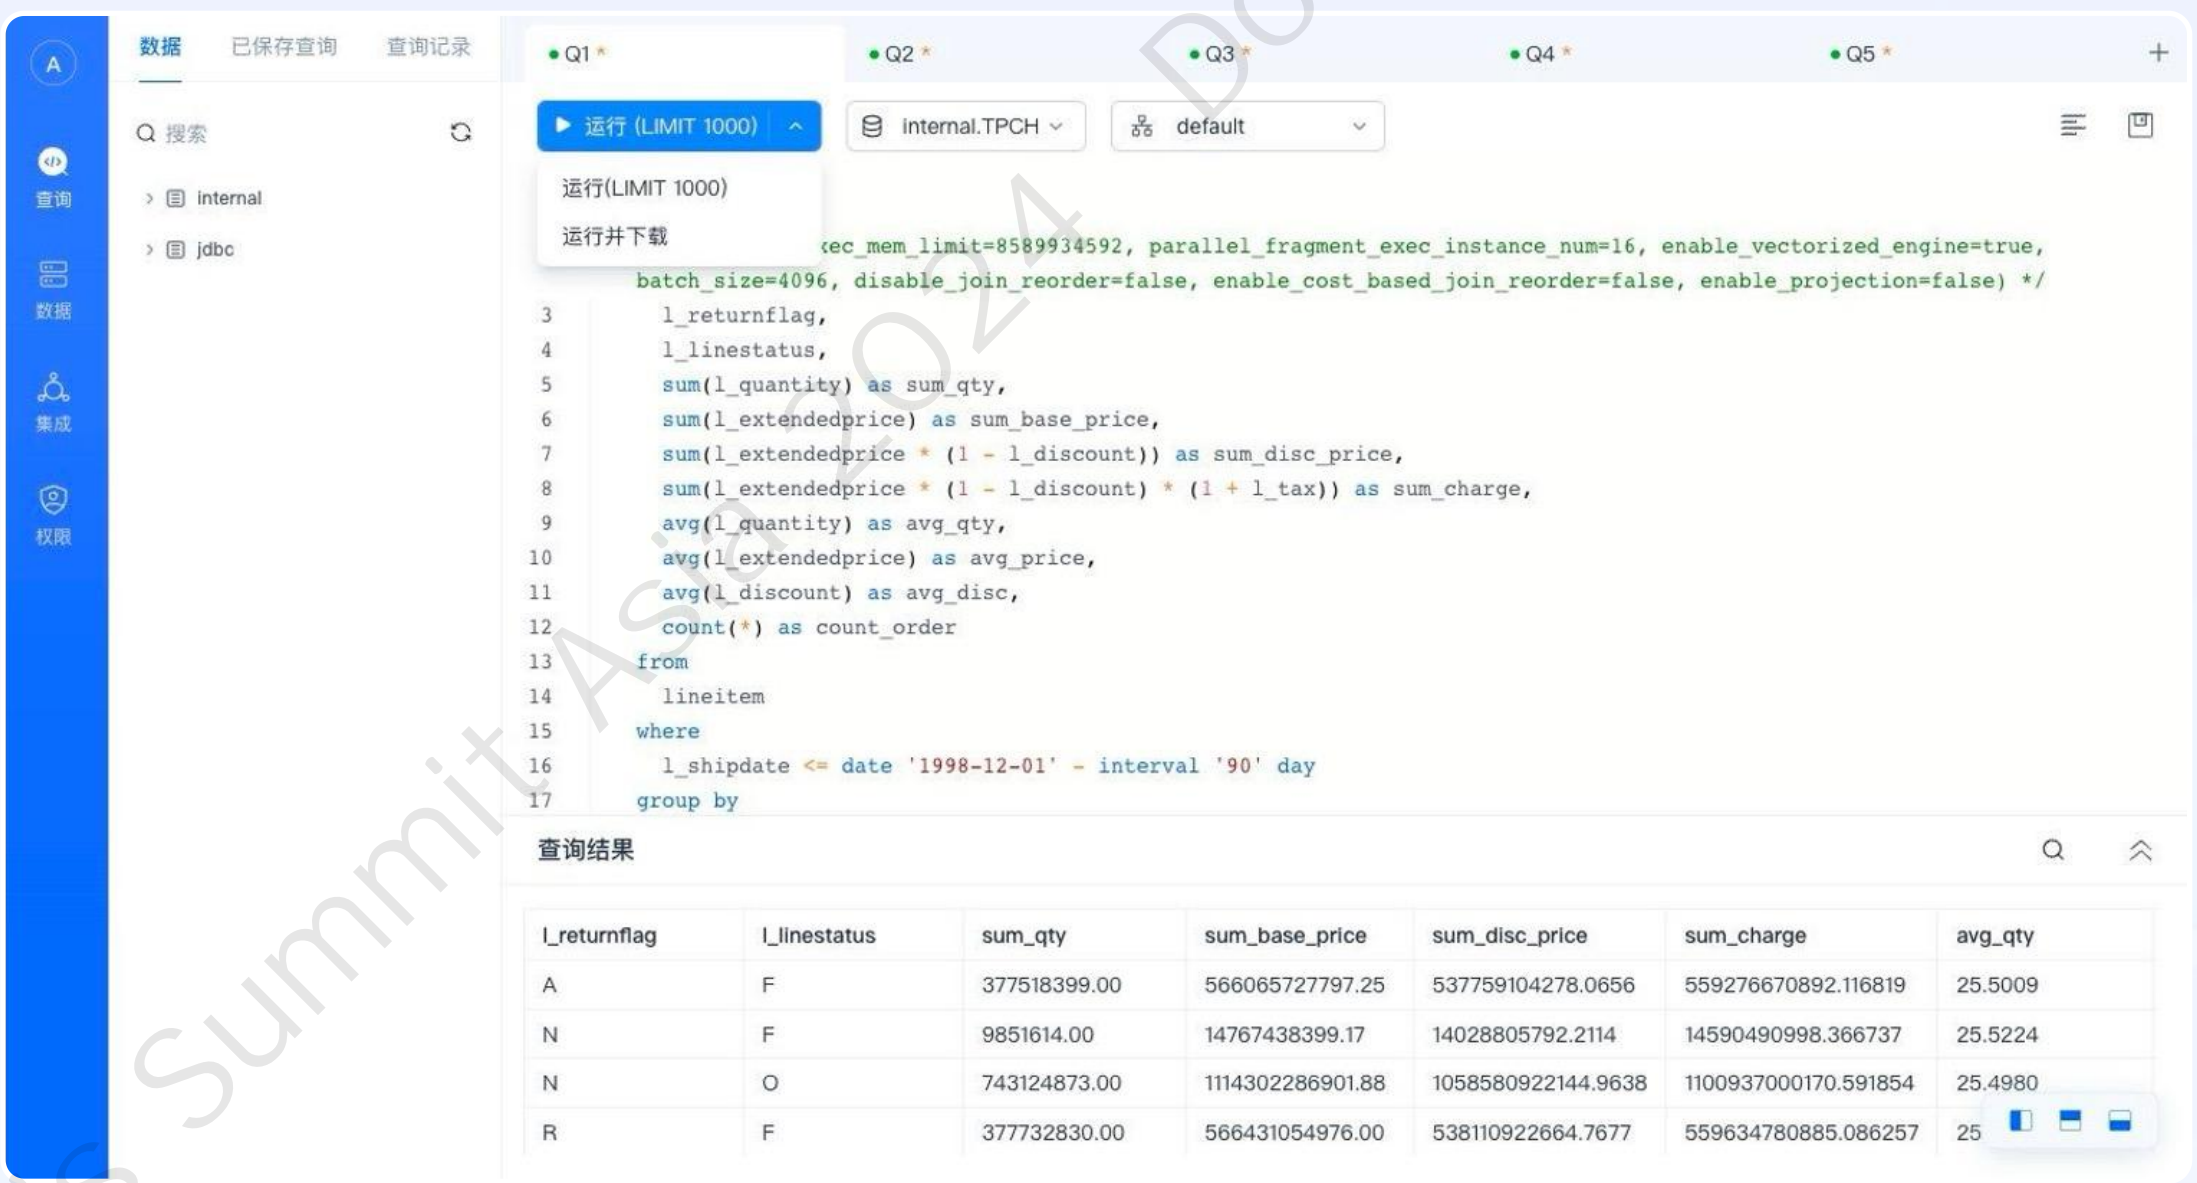 A
查询
数据
集成
权限
数据 已保存查询 查询记录
搜索
internal
jdbc
Q1 * Q2 * Q3 * Q4 * Q5 * +
运行 (LIMIT 1000) internal.TPCH default
运行(LIMIT 1000)
运行并下载
ec_mem_limit=8589934592, parallel_fragment_exec_instance_num=16, enable_vectorized_engine=true,
batch_size=4096, disable_join_reorder=false, enable_cost_based_join_reorder=false, enable_projection=false) */
3 l_returnflag,
4 l_linestatus,
5 sum(l_quantity) as sum_qty,
6 sum(l_extendedprice) as sum_base_price,
7 sum(l_extendedprice * (1 - l_discount)) as sum_disc_price,
8 sum(l_extendedprice * (1 - l_discount) * (1 + l_tax)) as sum_charge,
9 avg(l_quantity) as avg_qty,
10 avg(l_extendedprice) as avg_price,
11 avg(l_discount) as avg_disc,
12 count(*) as count_order
13 from
14 lineitem
15 where
16 l_shipdate <= date '1998-12-01' - interval '90' day
17 group by
查询结果
l_returnflag l_linestatus sum_qty sum_base_price sum_disc_price sum_charge avg_qty
A F 377518399.00 566065727797.25 537759104278.0656 559276670892.116819 25.5009
N F 9851614.00 14767438399.17 14028805792.2114 14590490998.366737 25.5224
N O 743124873.00 1114302286901.88 1058580922144.9638 1100937000170.591854 25.4980
R F 377732830.00 566431054976.00 538110922664.7677 559634780885.086257 25
Summit Asia 2024